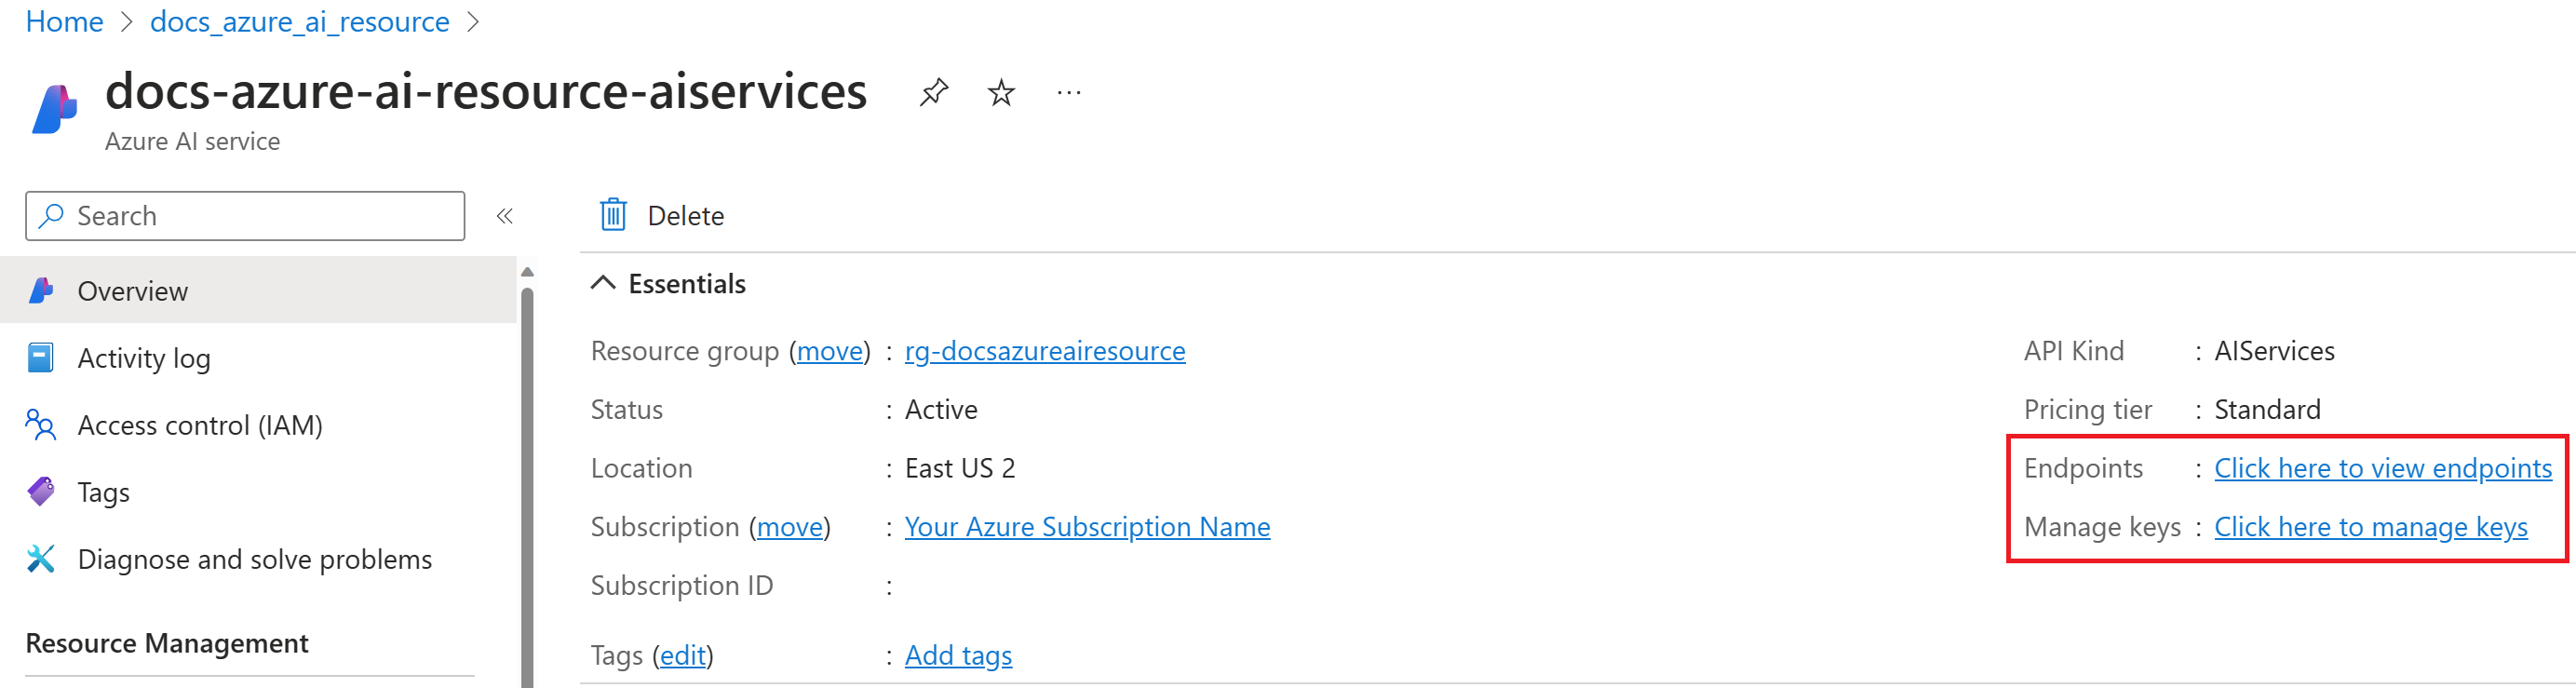 Home > docs_azure_ai_resource >
docs-azure-ai-resource-aiservices ...
Azure AI service
Search «
Delete
Overview
Activity log
Access control (IAM)
Tags
Diagnose and solve problems
Resource Management
Essentials
Resource group (move) : rg-docsazureairesource
Status : Active
Location : East US 2
Subscription (move) : Your Azure Subscription Name
Subscription ID :
Tags (edit) : Add tags
API Kind : AIServices
Pricing tier : Standard
Endpoints : Click here to view endpoints
Manage keys : Click here to manage keys